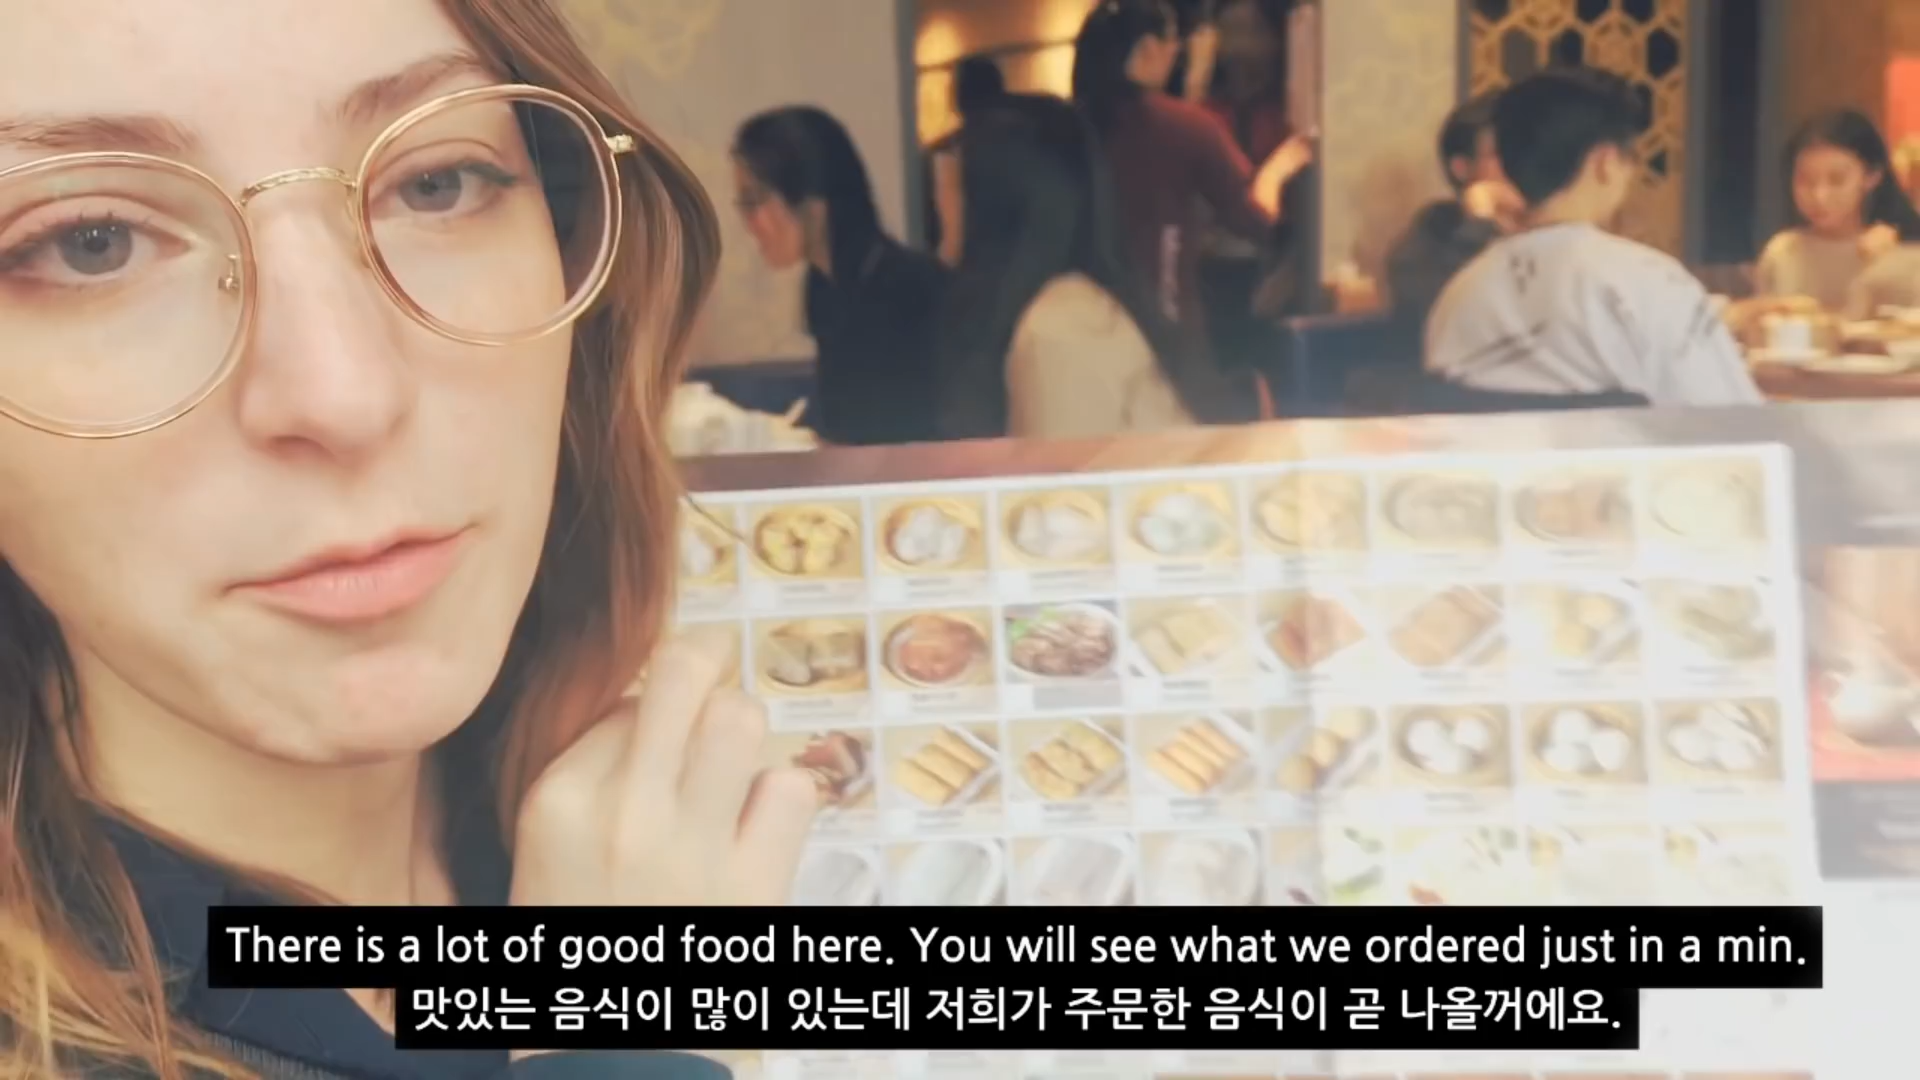 There is a lot of good food here. You will see what we ordered just in a min.
맛있는 음식이 많이 있는데 저희가 주문한 음식이 곧 나올꺼에요.